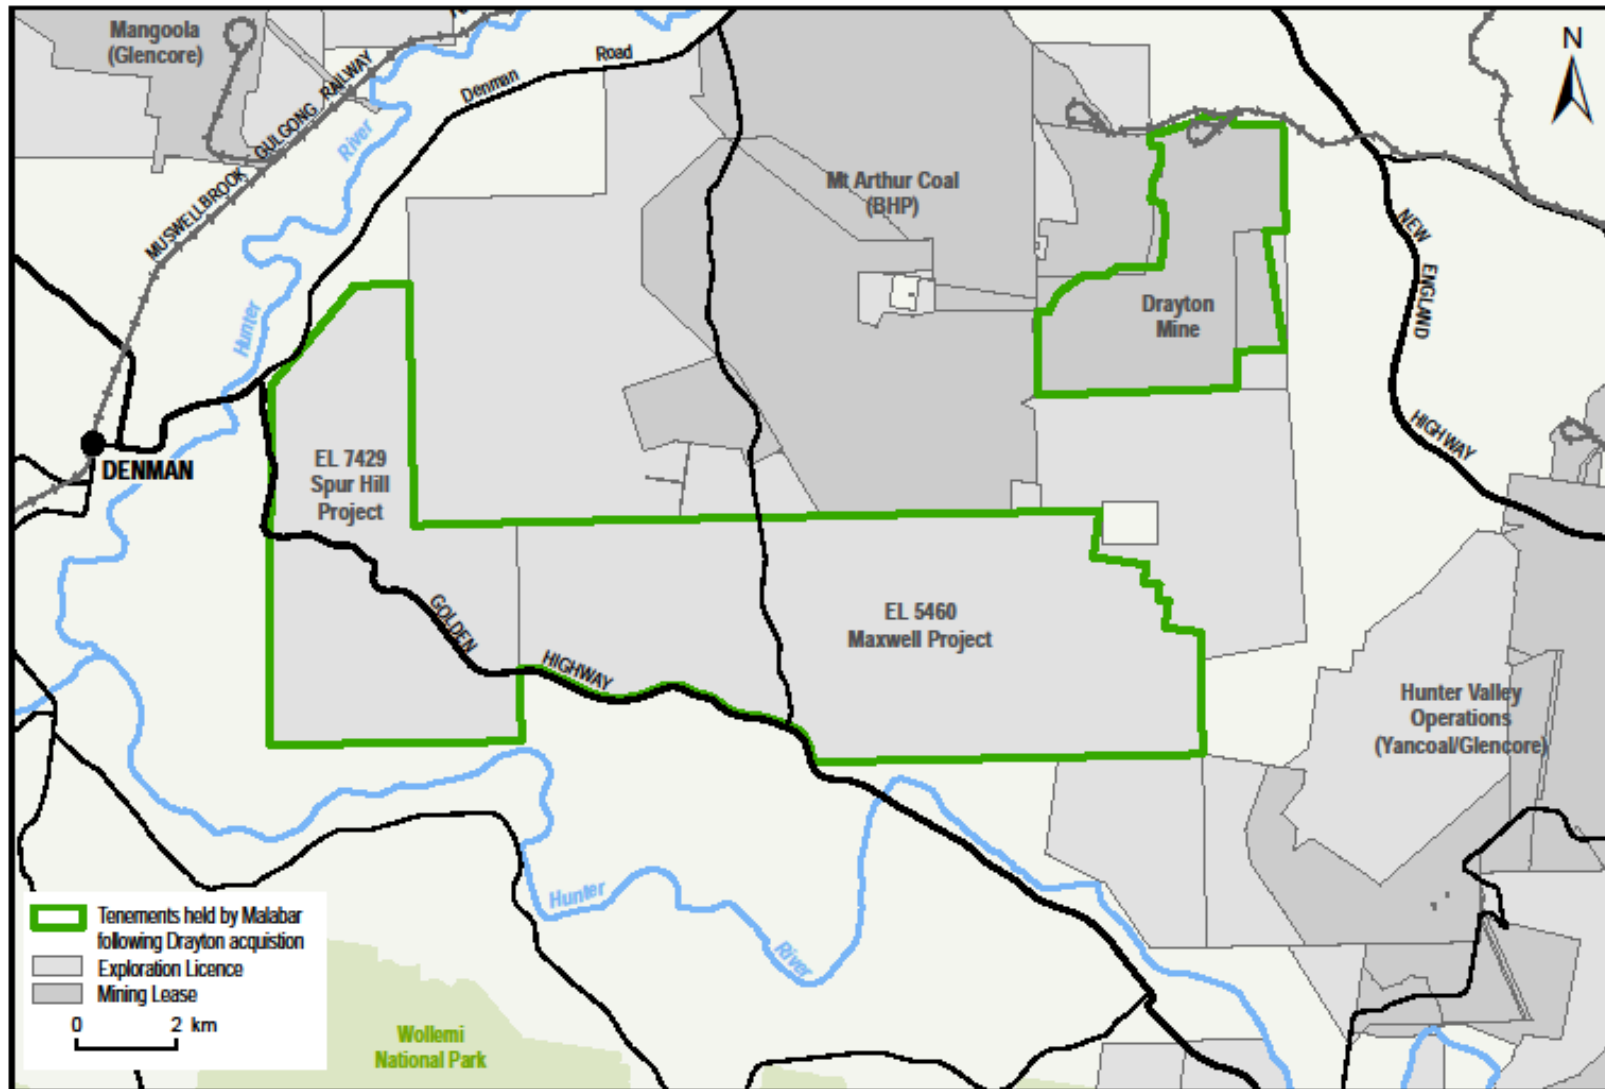 Mangoola
(Glencore)
MUSWELLBROOK GULGONG RAILWAY
River
Hunter
Denman Road
N
Mt Arthur Coal
(BHP)
Drayton
Mine
NEW ENGLAND HIGHWAY
DENMAN
EL 7429
Spur Hill
Project
GOLDEN HIGHWAY
EL 5460
Maxwell Project
Hunter Valley
Operations
(Yancoal/Glencore)
Hunter River
Tenements held by Malabar
following Drayton acquistion
Exploration Licence
Mining Lease
0 2 km
Wollemi
National Park